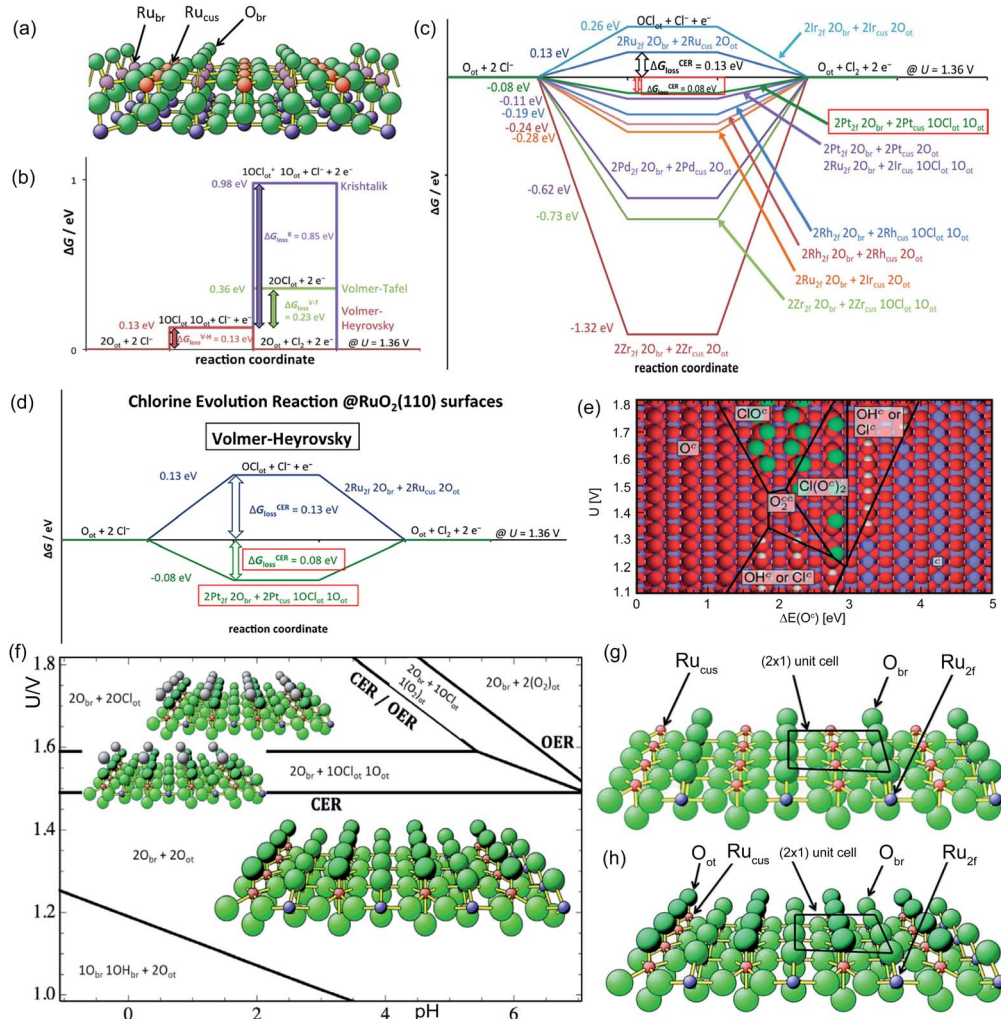 (a)
Ru_br
Ru_cus
O_br
(b)
ΔG / eV
1
0
0.98 eV
1OCl_ot⁺ 1O_ot + Cl⁻ + 2 e⁻
Krishtalik
ΔG_loss^K = 0.85 eV
0.36 eV
2OCl_ot + 2 e⁻
Volmer-Tafel
ΔG_loss^V-T
= 0.23 eV
Volmer-
Heyrovsky
0.13 eV
1OCl_ot 1O_ot + Cl⁻ + e⁻
ΔG_loss^V-H = 0.13 eV
2O_ot + 2 Cl⁻
2O_ot + Cl₂ + 2 e⁻
@ U = 1.36 V
reaction coordinate
(c)
ΔG / eV
0.26 eV
OCl_ot + Cl⁻ + e⁻
2Ir_2f 2O_br + 2Ir_cus 2O_ot
0.13 eV
2Ru_2f 2O_br + 2Ru_cus 2O_ot
ΔG_loss^CER = 0.13 eV
O_ot + 2 Cl⁻
O_ot + Cl₂ + 2 e⁻
@ U = 1.36 V
ΔG_loss^CER = 0.08 eV
-0.08 eV
-0.11 eV
-0.19 eV
-0.24 eV
-0.28 eV
2Pt_2f 2O_br + 2Pt_cus 1OCl_ot 1O_ot
2Pt_2f 2O_br + 2Pt_cus 2O_ot
2Ru_2f 2O_br + 2Ir_cus 1OCl_ot 1O_ot
2Pd_2f 2O_br + 2Pd_cus 2O_ot
-0.62 eV
-0.73 eV
2Rh_2f 2O_br + 2Rh_cus 1OCl_ot 1O_ot
2Rh_2f 2O_br + 2Rh_cus 2O_ot
2Ru_2f 2O_br + 2Ir_cus 2O_ot
2Zr_2f 2O_br + 2Zr_cus 1OCl_ot 1O_ot
-1.32 eV
2Zr_2f 2O_br + 2Zr_cus 2O_ot
reaction coordinate
(d)
Chlorine Evolution Reaction @RuO₂(110) surfaces
Volmer-Heyrovsky
ΔG / eV
0.13 eV
OCl_ot + Cl⁻ + e⁻
2Ru_2f 2O_br + 2Ru_cus 2O_ot
ΔG_loss^CER = 0.13 eV
O_ot + 2 Cl⁻
O_ot + Cl₂ + 2 e⁻
@ U = 1.36 V
ΔG_loss^CER = 0.08 eV
-0.08 eV
2Pt_2f 2O_br + 2Pt_cus 1OCl_ot 1O_ot
reaction coordinate
(e)
U [V]
1.8
1.7
1.6
1.5
1.4
1.3
1.2
1.1
ClO^c
OH^c or
Cl^c
O^c
Cl(O^c)₂
O₂^cc
OH^c or Cl^c
c
0 1 2 3 4 5
ΔE(O^c) [eV]
(f)
U/V
1.8
1.6
1.4
1.2
1.0
2O_br + 2OCl_ot
2O_br + 1OCl_ot
1(O₂)_ot
2O_br + 2(O₂)_ot
CER / OER
OER
2O_br + 1OCl_ot 1O_ot
CER
2O_br + 2O_ot
1O_br 1OH_br + 2O_ot
0 2 4 6
pH
(g)
Ru_cus
(2x1) unit cell
O_br
Ru_2f
(h)
O_ot
Ru_cus
(2x1) unit cell
O_br
Ru_2f